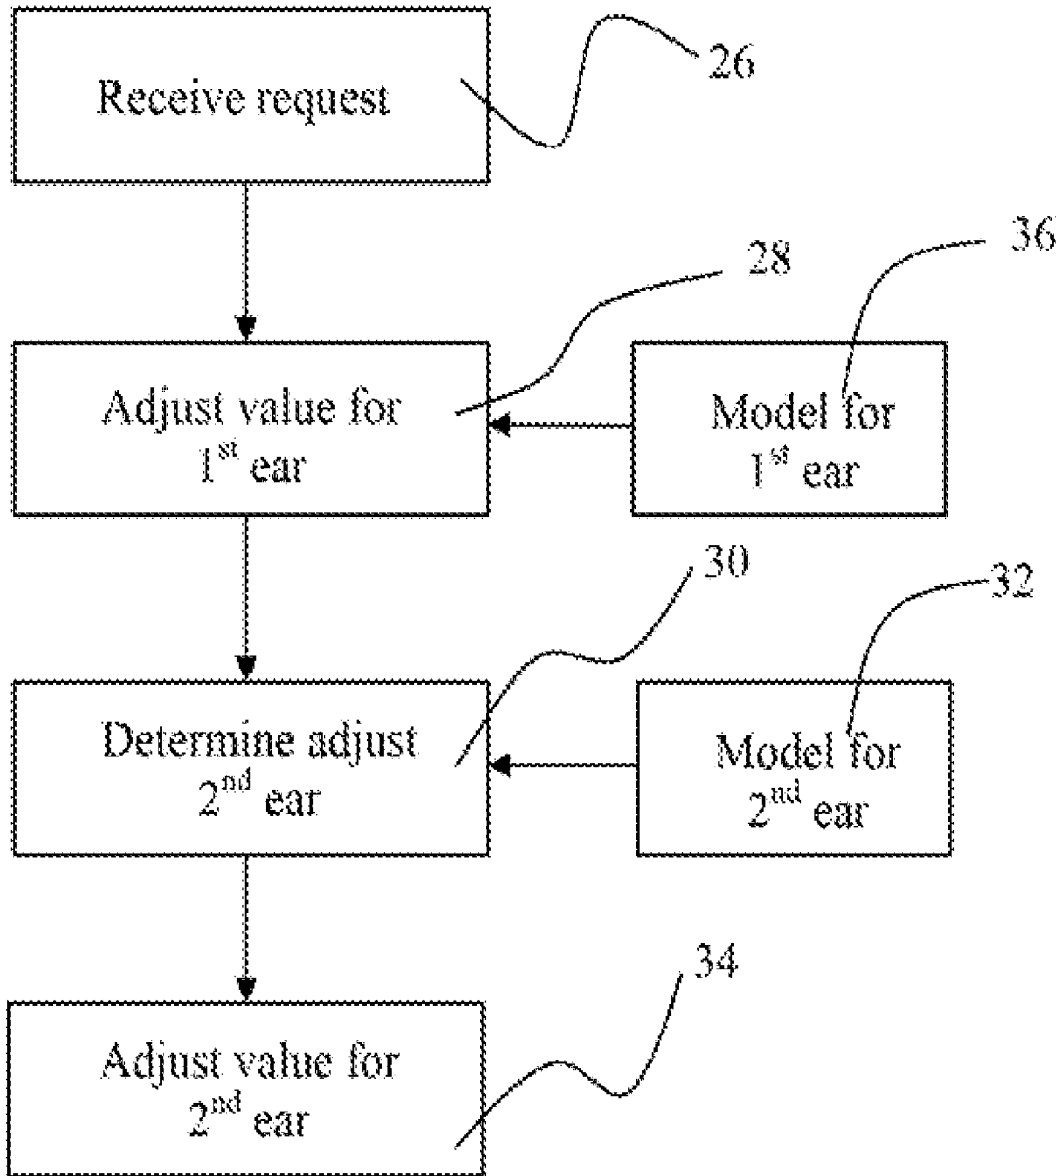 Receive request
26
Adjust value for
1st ear
28
Model for
1st ear
36
Determine adjust
2nd ear
30
Model for
2nd ear
32
Adjust value for
2nd ear
34